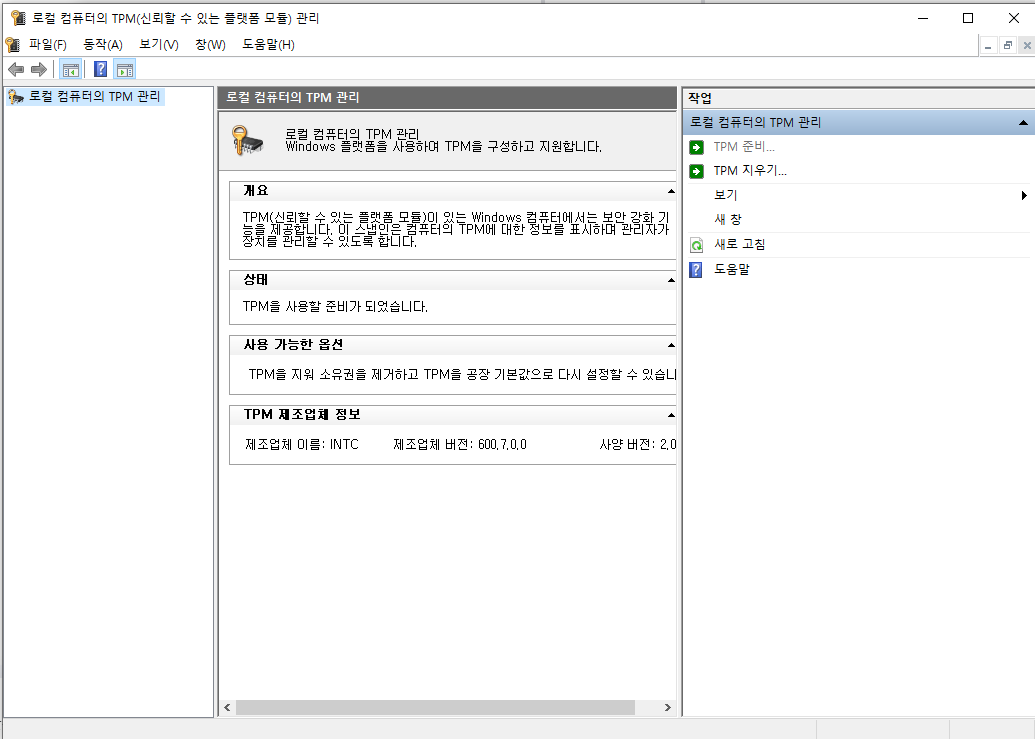 로컬 컴퓨터의 TPM(신뢰할 수 있는 플랫폼 모듈) 관리
파일(F) 동작(A) 보기(V) 창(W) 도움말(H)
로컬 컴퓨터의 TPM 관리
로컬 컴퓨터의 TPM 관리
로컬 컴퓨터의 TPM 관리
Windows 플랫폼을 사용하여 TPM을 구성하고 지원합니다.
개요
TPM(신뢰할 수 있는 플랫폼 모듈)이 있는 Windows 컴퓨터에서는 보안 강화 기
능을 제공합니다. 이 스냅인은 컴퓨터의 TPM에 대한 정보를 표시하며 관리자가
장치를 관리할 수 있도록 합니다.
상태
TPM을 사용할 준비가 되었습니다.
사용 가능한 옵션
TPM을 지워 소유권을 제거하고 TPM을 공장 기본값으로 다시 설정할 수 있습니
TPM 제조업체 정보
제조업체 이름: INTC 제조업체 버전: 600.7.0.0 사양 버전: 2.0
작업
로컬 컴퓨터의 TPM 관리
TPM 준비...
TPM 지우기...
보기
새 창
새로 고침
도움말